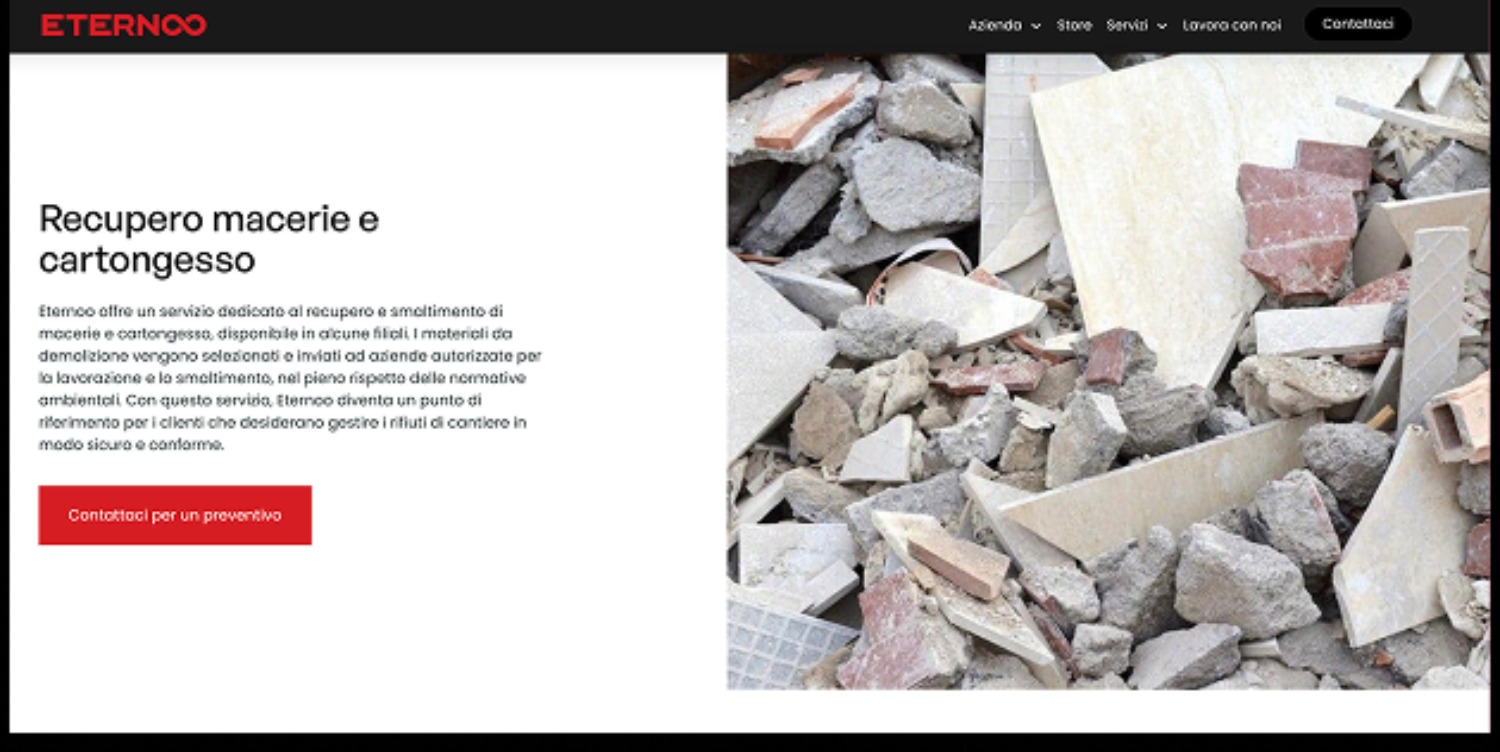 ETERNOO
Azienda Store Servizi Lavora con noi Contattaci
Recupero macerie e
cartongesso
Eternoo offre un servizio dedicato al recupero e smaltimento di
macerie e cartongesso, disponibile in alcune filiali. I materiali da
demolizione vengono selezionati e inviati ad aziende autorizzate per
la lavorazione e lo smaltimento, nel pieno rispetto delle normative
ambientali. Con questo servizio, Eternoo diventa un punto di
riferimento per i clienti che desiderano gestire i rifiuti di cantiere in
modo sicuro e conforme.
Contattaci per un preventivo